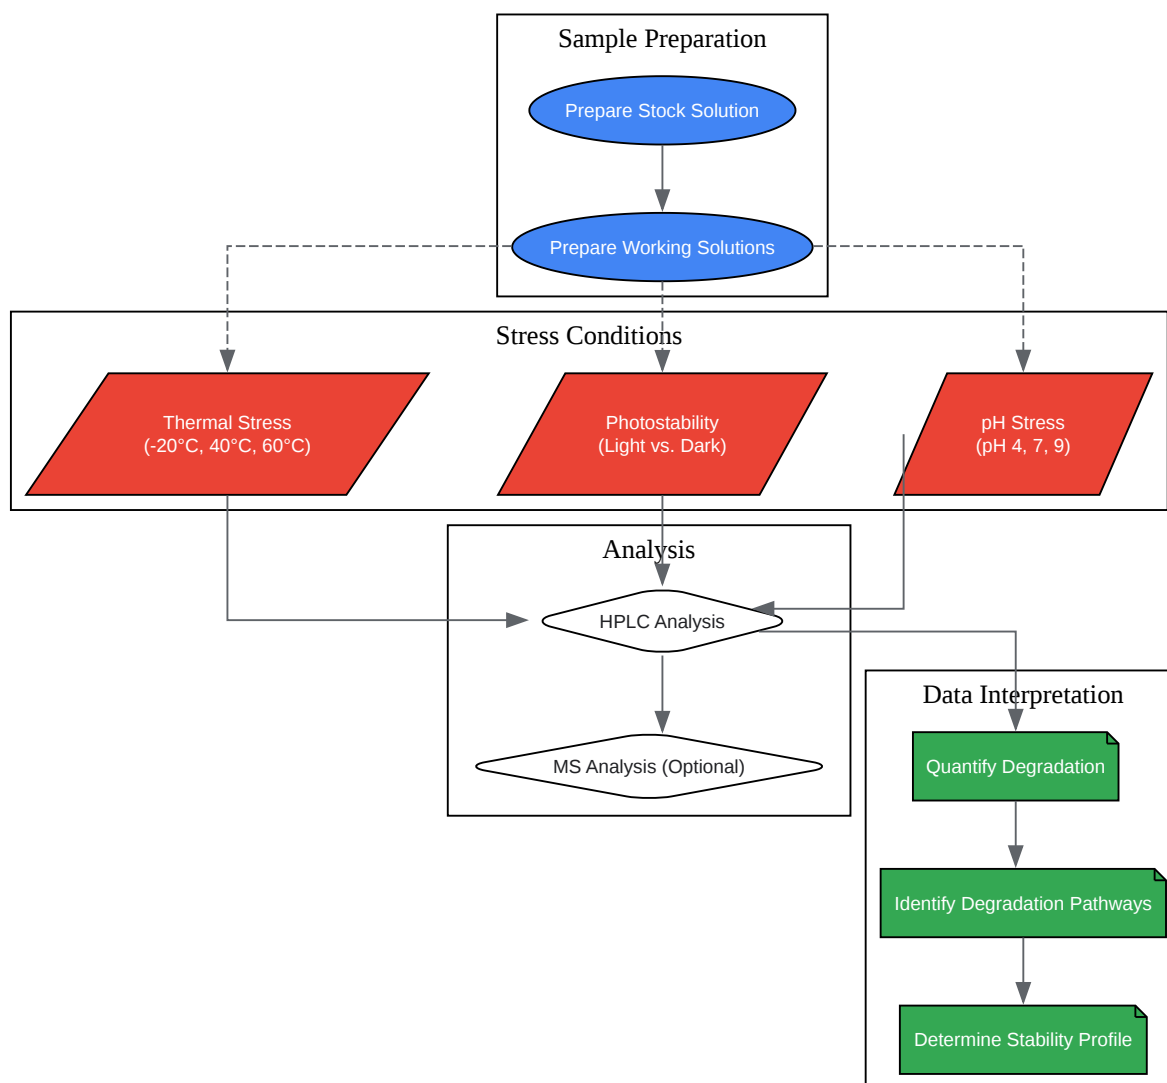 Sample Preparation
Prepare Stock Solution
Prepare Working Solutions
Stress Conditions
Thermal Stress
(-20°C, 40°C, 60°C)
Photostability
(Light vs. Dark)
pH Stress
(pH 4, 7, 9)
Analysis
HPLC Analysis
MS Analysis (Optional)
Data Interpretation
Quantify Degradation
Identify Degradation Pathways
Determine Stability Profile